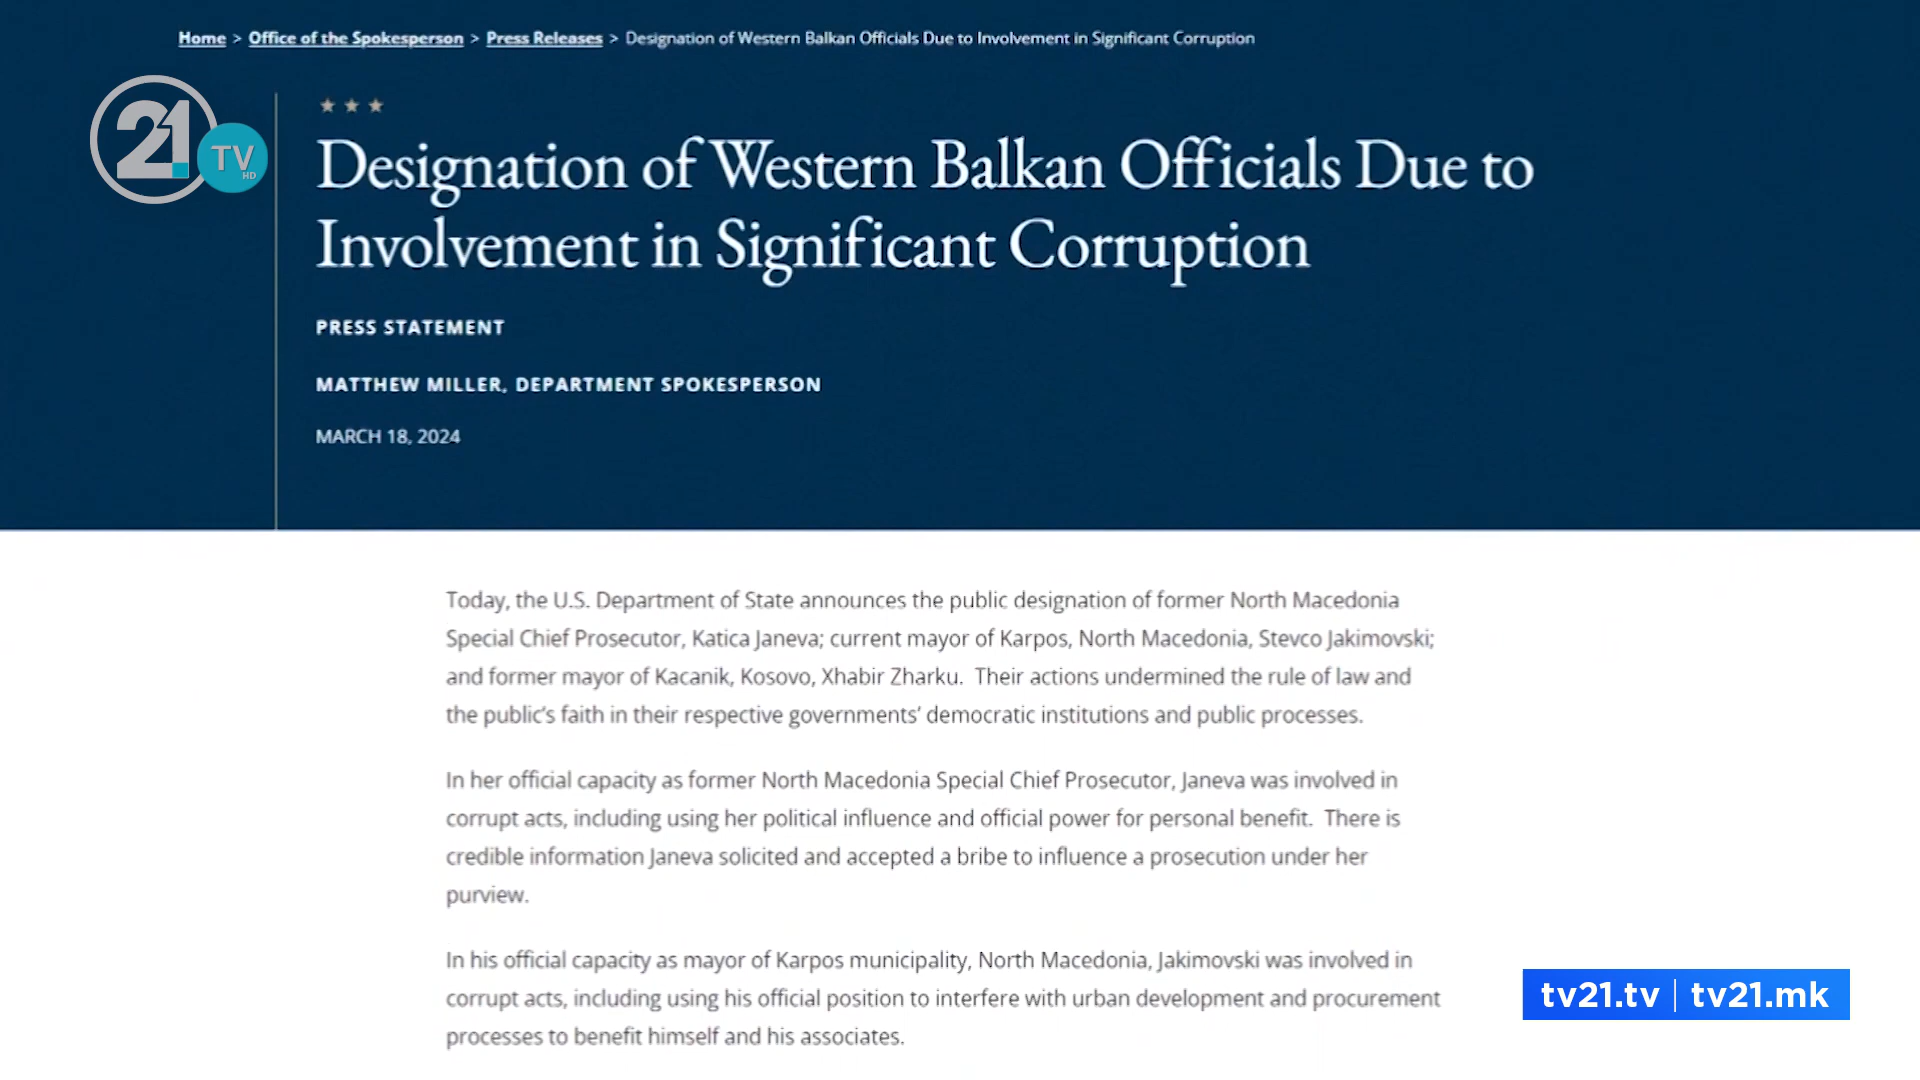 Home > Office of the Spokesperson > Press Releases > Designation of Western Balkan Officials Due to Involvement in Significant Corruption
21 TV HD
Designation of Western Balkan Officials Due to
Involvement in Significant Corruption
PRESS STATEMENT
MATTHEW MILLER, DEPARTMENT SPOKESPERSON
MARCH 18, 2024
Today, the U.S. Department of State announces the public designation of former North Macedonia
Special Chief Prosecutor, Katica Janeva; current mayor of Karpos, North Macedonia, Stevco Jakimovski;
and former mayor of Kacanik, Kosovo, Xhabir Zharku. Their actions undermined the rule of law and
the public's faith in their respective governments' democratic institutions and public processes.
In her official capacity as former North Macedonia Special Chief Prosecutor, Janeva was involved in
corrupt acts, including using her political influence and official power for personal benefit. There is
credible information Janeva solicited and accepted a bribe to influence a prosecution under her
purview.
In his official capacity as mayor of Karpos municipality, North Macedonia, Jakimovski was involved in
corrupt acts, including using his official position to interfere with urban development and procurement
processes to benefit himself and his associates.
tv21.tv | tv21.mk